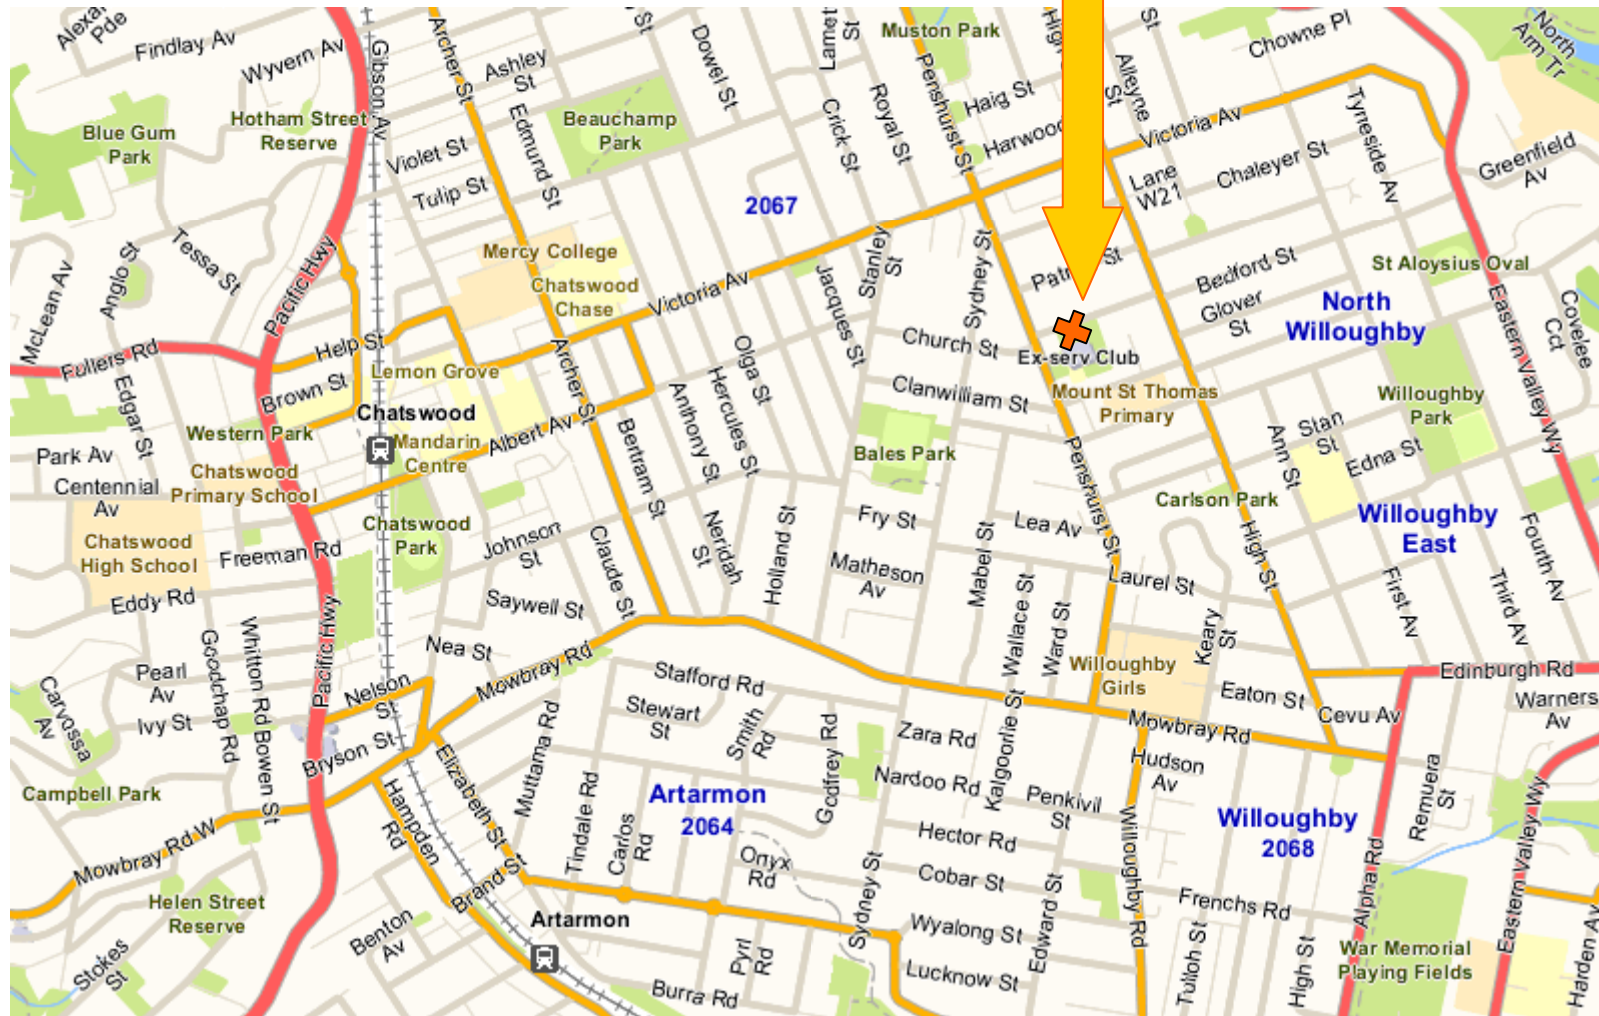 Findlay Av
Wyvern Av
Gibson Av
Archer St
Ashley
St
Dowel St
Muston Park
Penshurst St
Haig St
Harwood
Alleyne
St
Chowne Pl
North
Arm Tr
Blue Gum
Park
Hotham Street
Reserve
Violet St
Tulip St
Edmund St
Beauchamp
Park
Crick St
Royal St
Victoria Av
Tyneside Av
Greenfield
Av
Chaleyer St
Lane
W21
2067
Tessa St
Anglo St
McLean Av
Pacific Hwy
Mercy College
Chatswood
Chase
Victoria Av
Stanley
St
Jacques St
Sydney St
Bedford St
Glover
St
St Aloysius Oval
North
Willoughby
Eastern Valley Wy
Covelee
Cct
Fullers Rd
Help St
Lemon Grove
Brown St
Edgar St
Archer St
Olga St
Hercules St
Anthony St
Church St
Clanwilliam St
Ex-serv Club
Mount St Thomas
Primary
Willoughby
Park
Chatswood
Western Park
Mandarin
Centre
Albert Av
Bertram St
Bales Park
Stan
St
Edna St
Ann St
Park Av
Centennial
Av
Chatswood
Primary School
Chatswood
High School
Chatswood
Park
Freeman Rd
Johnson
St
Claude St
Neridah
St
Holland St
Fry St
Matheson
Av
Mabel St
Lea Av
Penshurst St
Carlson Park
High St
Willoughby
East
Fourth Av
Third Av
First Av
Laurel St
Wallace St
Ward St
Keary
St
Eddy Rd
Saywell St
Nea St
Whitton Rd
Goodchap Rd
Pacific Hwy
Pearl
Av
Ivy St
Carvossa
Av
Nelson
St
Mowbray Rd
Stafford Rd
Stewart
St
Smith
Rd
Godfrey Rd
Muttama Rd
Willoughby
Girls
Eaton St
Cevu Av
Edinburgh Rd
Warners
Av
Mowbray Rd
Hudson
Av
Zara Rd
Nardoo Rd
Kalgoorlie St
Penkivil
St
Bryson St
Bowen St
Campbell Park
Mowbray Rd W
Hampden
Rd
Elizabeth St
Tindale Rd
Carlos
Rd
Artarmon
2064
Onyx
Rd
Hector Rd
Cobar St
Willoughby Rd
Willoughby
2068
Remuera
St
Eastern Valley Wy
Alpha Rd
Helen Street
Reserve
Stokes
St
Benton
Av
Brand St
Artarmon
Pyrl
Rd
Burra Rd
Sydney St
Wyalong St
Lucknow St
Edward St
Frenchs Rd
Tulloh St
High St
War Memorial
Playing Fields
Harden Av